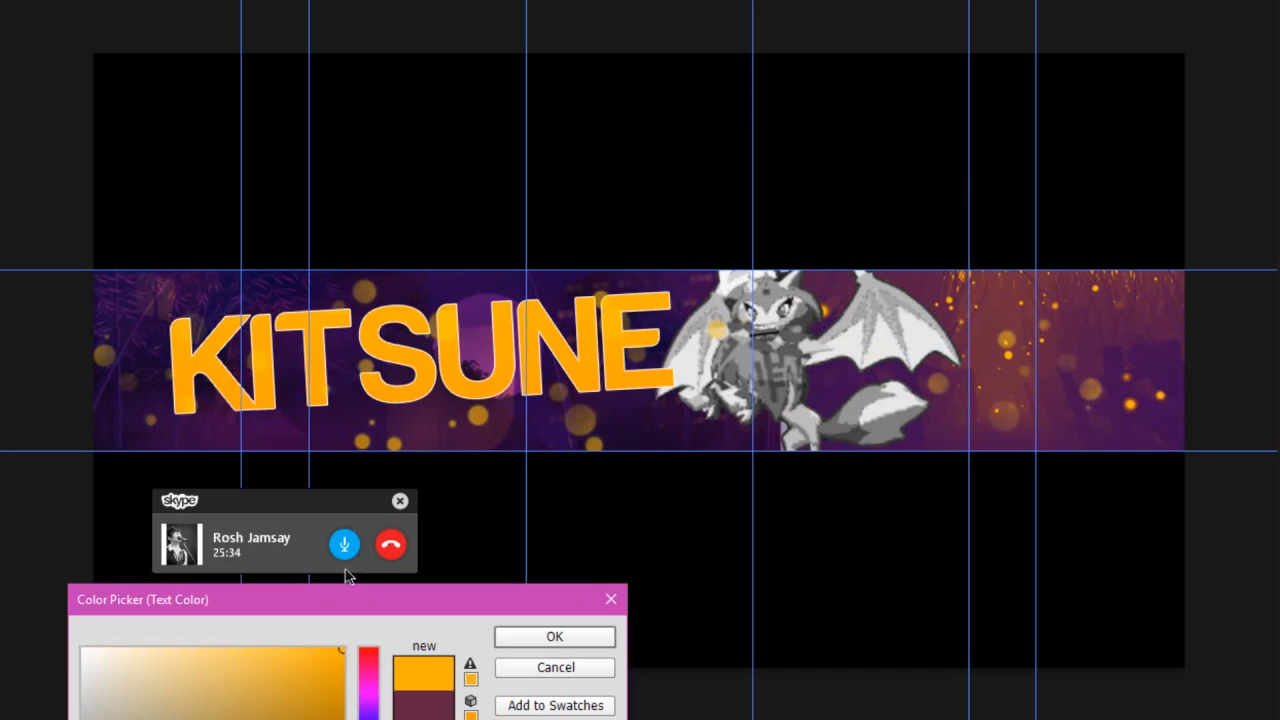 KITSUNE
skype
Rosh Jamsay
25:34
Color Picker (Text Color)
new
OK
Cancel
Add to Swatches